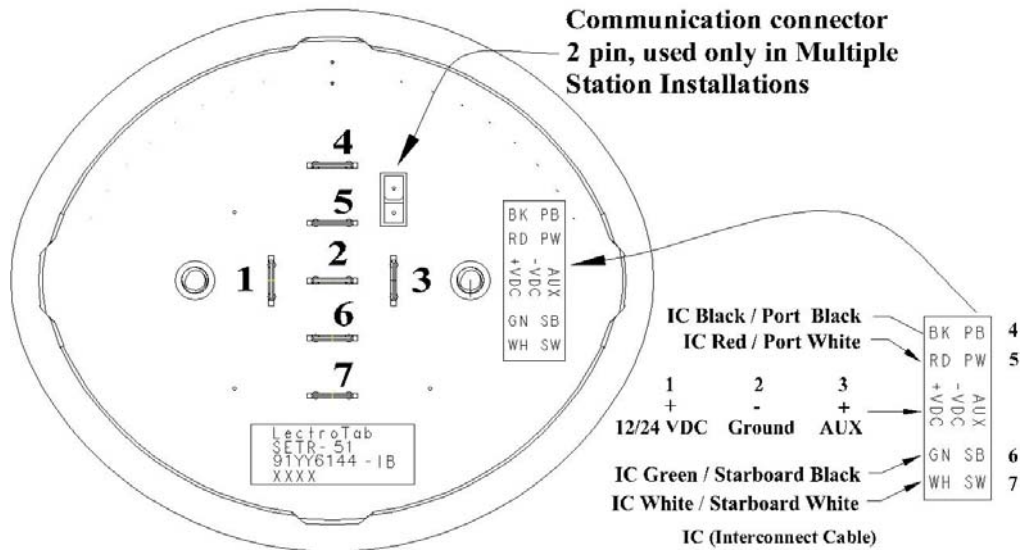 Communication connector
2 pin, used only in Multiple
Station Installations
4
5
2
1
3
6
7
BK PB
RD PW
+VDC -VDC AUX
GN SB
WH SW
LectroTab
SETR-51
91YY6144-1B
XXXX
IC Black / Port Black
IC Red / Port White
1 2 3
+ - +
12/24 VDC Ground AUX
IC Green / Starboard Black
IC White / Starboard White
IC (Interconnect Cable)
BK PB 4
RD PW 5
+VDC -VDC AUX
GN SB 6
WH SW 7